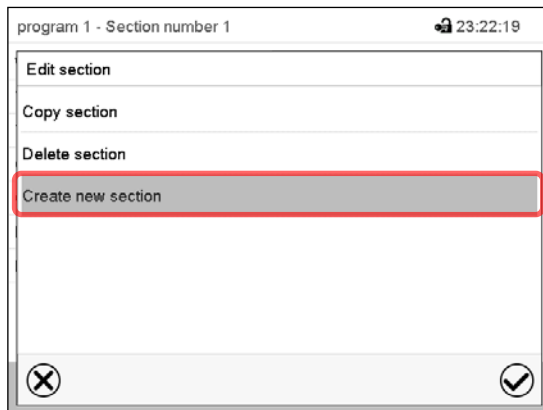 program 1 - Section number 1 23:22:19
Edit section
Copy section
Delete section
Create new section